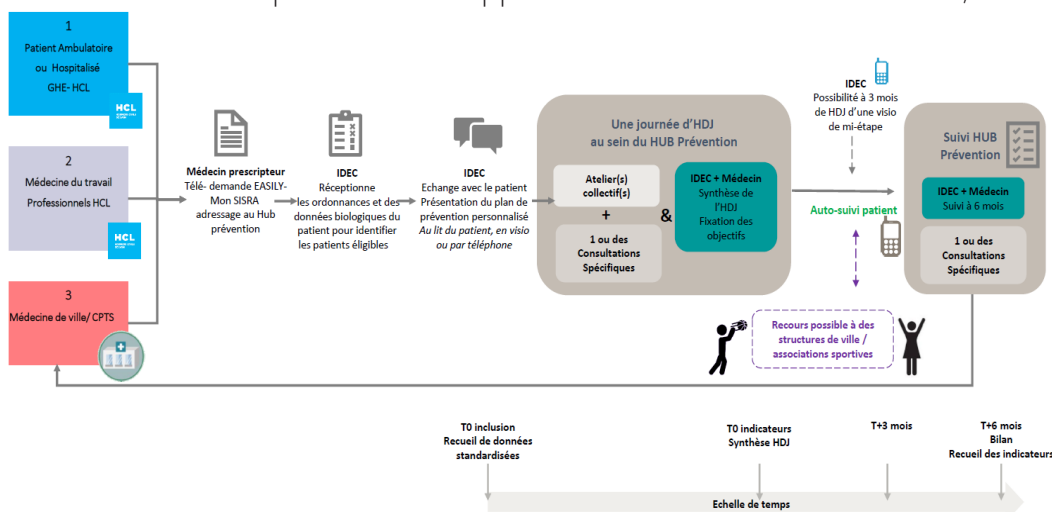 1
Patient Ambulatoire
ou Hospitalisé
GHE- HCL
HCL
2
Médecine du travail
Professionnels HCL
HCL
3
Médecine de ville/ CPTS
Médecin prescripteur
Télé- demande EASILY-
Mon SISRA
adressage au Hub
prévention
IDEC
Réceptionne
les ordonnances et des
données biologiques du
patient pour identifier
les patients éligibles
IDEC
Echange avec le patient
Présentation du plan de
prévention personnalisé
Au lit du patient, en visio
ou par téléphone
Une journée d'HDJ
au sein du HUB Prévention
Atelier(s)
collectif(s)
+
1 ou des
Consultations
Spécifiques
&
IDEC + Médecin
Synthèse de
l'HDJ
Fixation des
objectifs
IDEC
Possibilité à 3 mois
de HDJ d'une visio
de mi-étape
Auto-suivi patient
Recours possible à des
structures de ville /
associations sportives
Suivi HUB
Prévention
IDEC + Médecin
Suivi à 6 mois
1 ou des
Consultations
Spécifiques
T0 inclusion
Recueil de données
standardisées
T0 indicateurs
Synthèse HDJ
T+3 mois
T+6 mois
Bilan
Recueil des indicateurs
Echelle de temps